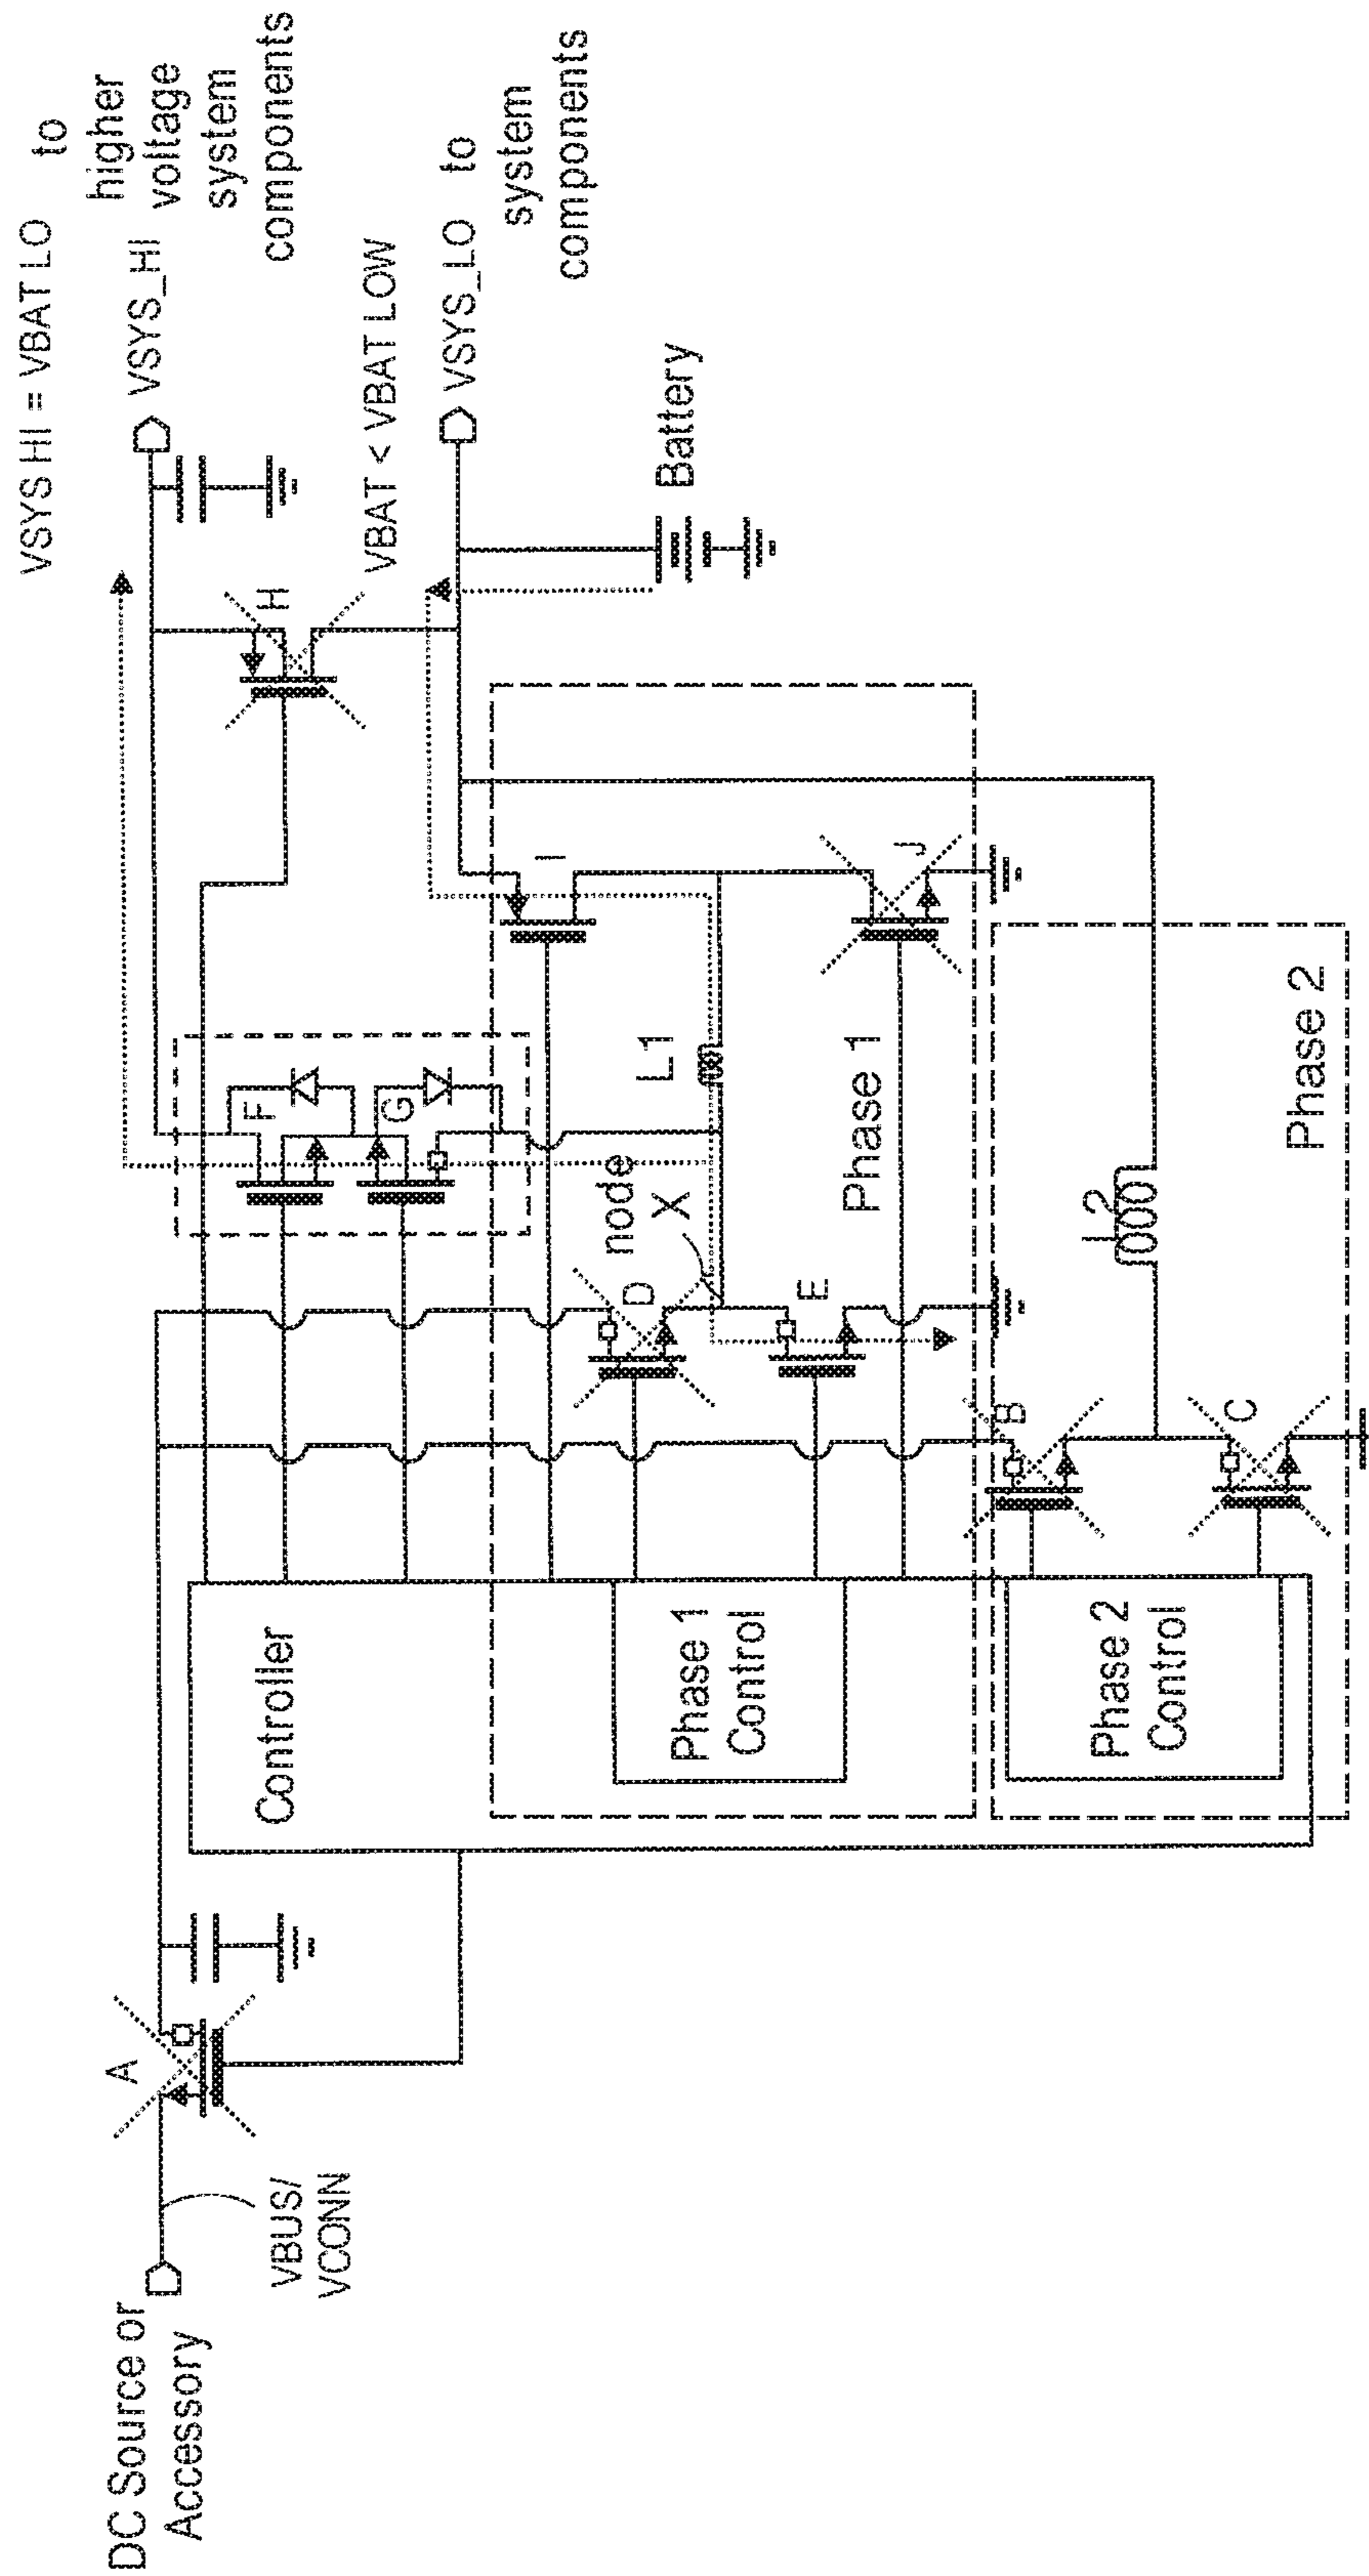 VSYS HI = VBAT LO
VSYS_HI
to
higher
voltage
system
components
VBAT < VBAT LOW
VSYS_LO
to
system
components
Battery
H
DC Source or
Accessory
A
VBUS/
VCONN
Controller
F
G
I
L1
node
X
D
E
J
Phase 1
Phase 1
Control
B
C
L2
Phase 2
Phase 2
Control